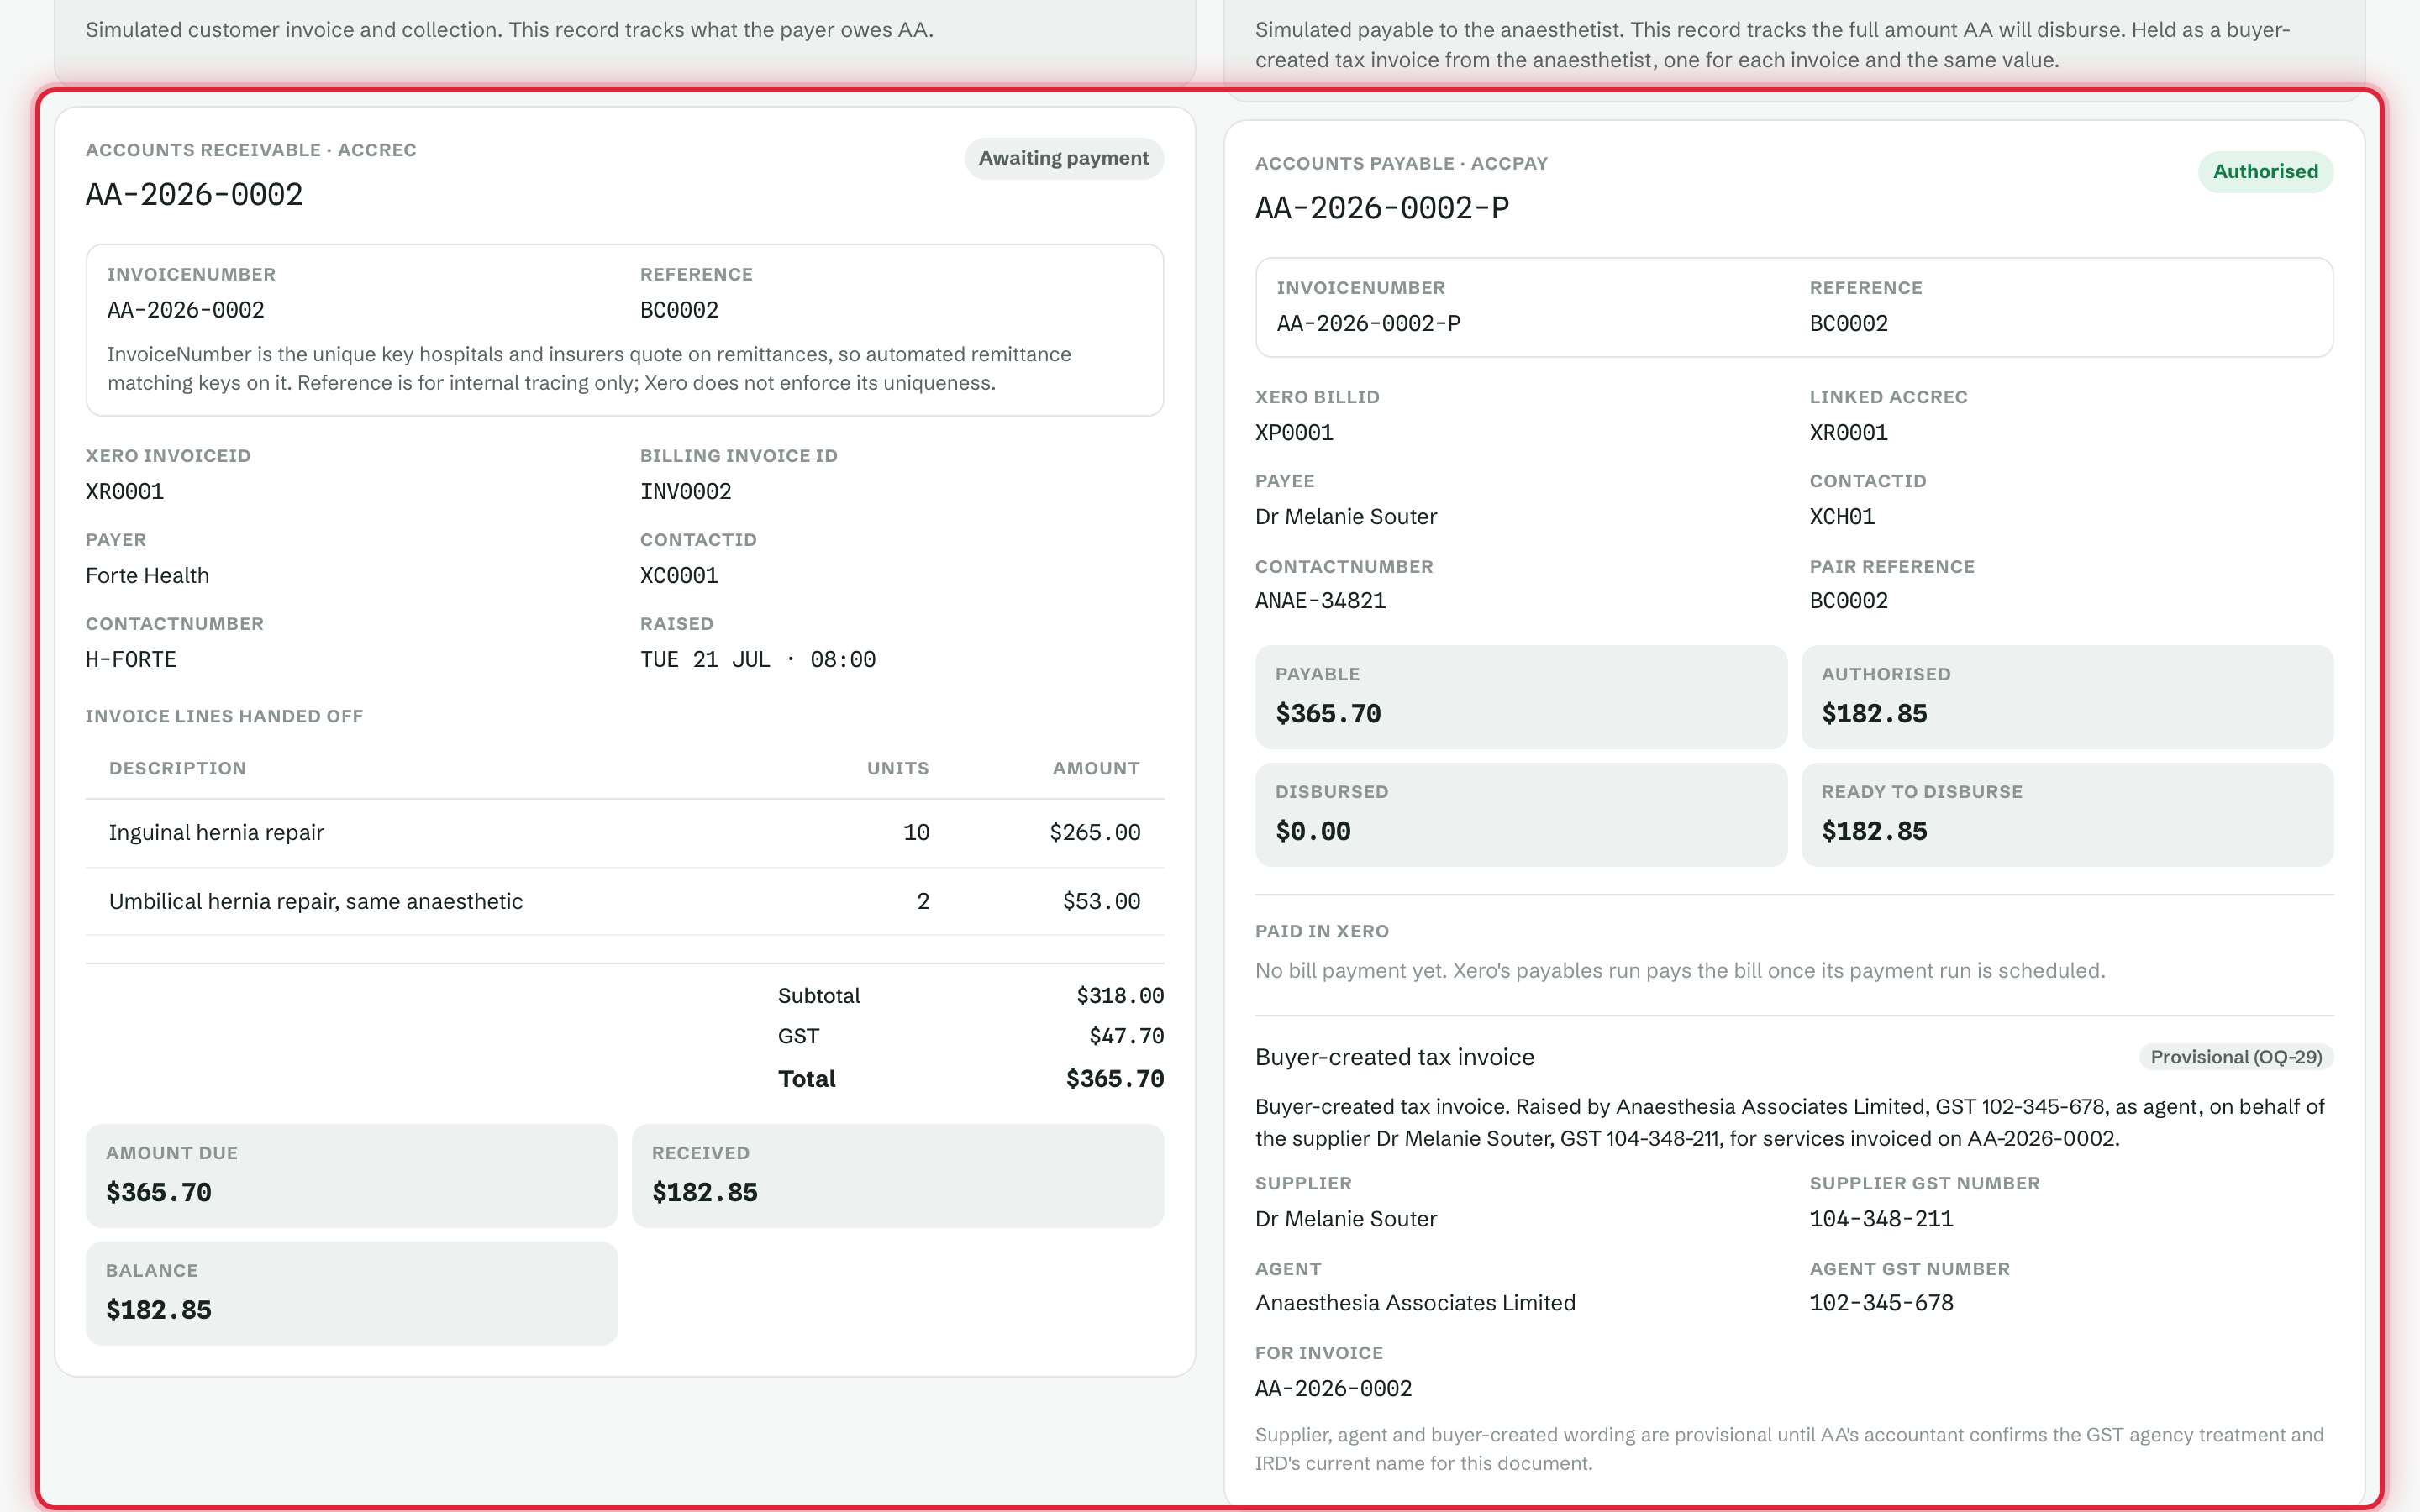 Simulated customer invoice and collection. This record tracks what the payer owes AA.
ACCOUNTS RECEIVABLE · ACCREC
Awaiting payment
AA-2026-0002
INVOICENUMBER
REFERENCE
AA-2026-0002
BC0002
InvoiceNumber is the unique key hospitals and insurers quote on remittances, so automated remittance
matching keys on it. Reference is for internal tracing only; Xero does not enforce its uniqueness.
XERO INVOICEID
BILLING INVOICE ID
XR0001
INV0002
PAYER
CONTACTID
Forte Health
XC0001
CONTACTNUMBER
RAISED
H-FORTE
TUE 21 JUL · 08:00
INVOICE LINES HANDED OFF
DESCRIPTION UNITS AMOUNT
Inguinal hernia repair 10 $265.00
Umbilical hernia repair, same anaesthetic 2 $53.00
Subtotal $318.00
GST $47.70
Total $365.70
AMOUNT DUE
$365.70
RECEIVED
$182.85
BALANCE
$182.85
Simulated payable to the anaesthetist. This record tracks the full amount AA will disburse. Held as a buyer-
created tax invoice from the anaesthetist, one for each invoice and the same value.
ACCOUNTS PAYABLE · ACCPAY
Authorised
AA-2026-0002-P
INVOICENUMBER
REFERENCE
AA-2026-0002-P
BC0002
XERO BILLID
LINKED ACCREC
XP0001
XR0001
PAYEE
CONTACTID
Dr Melanie Souter
XCH01
CONTACTNUMBER
PAIR REFERENCE
ANAE-34821
BC0002
PAYABLE
$365.70
AUTHORISED
$182.85
DISBURSED
$0.00
READY TO DISBURSE
$182.85
PAID IN XERO
No bill payment yet. Xero's payables run pays the bill once its payment run is scheduled.
Buyer-created tax invoice
Provisional (OQ-29)
Buyer-created tax invoice. Raised by Anaesthesia Associates Limited, GST 102-345-678, as agent, on behalf of
the supplier Dr Melanie Souter, GST 104-348-211, for services invoiced on AA-2026-0002.
SUPPLIER
SUPPLIER GST NUMBER
Dr Melanie Souter
104-348-211
AGENT
AGENT GST NUMBER
Anaesthesia Associates Limited
102-345-678
FOR INVOICE
AA-2026-0002
Supplier, agent and buyer-created wording are provisional until AA's accountant confirms the GST agency treatment and
IRD's current name for this document.